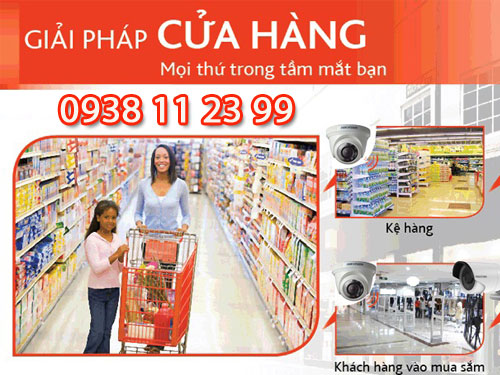 GIẢI PHÁP CỬA HÀNG
Mọi thứ trong tầm mắt bạn
0938 11 23 99
Kệ hàng
Khách hàng vào mua sắm